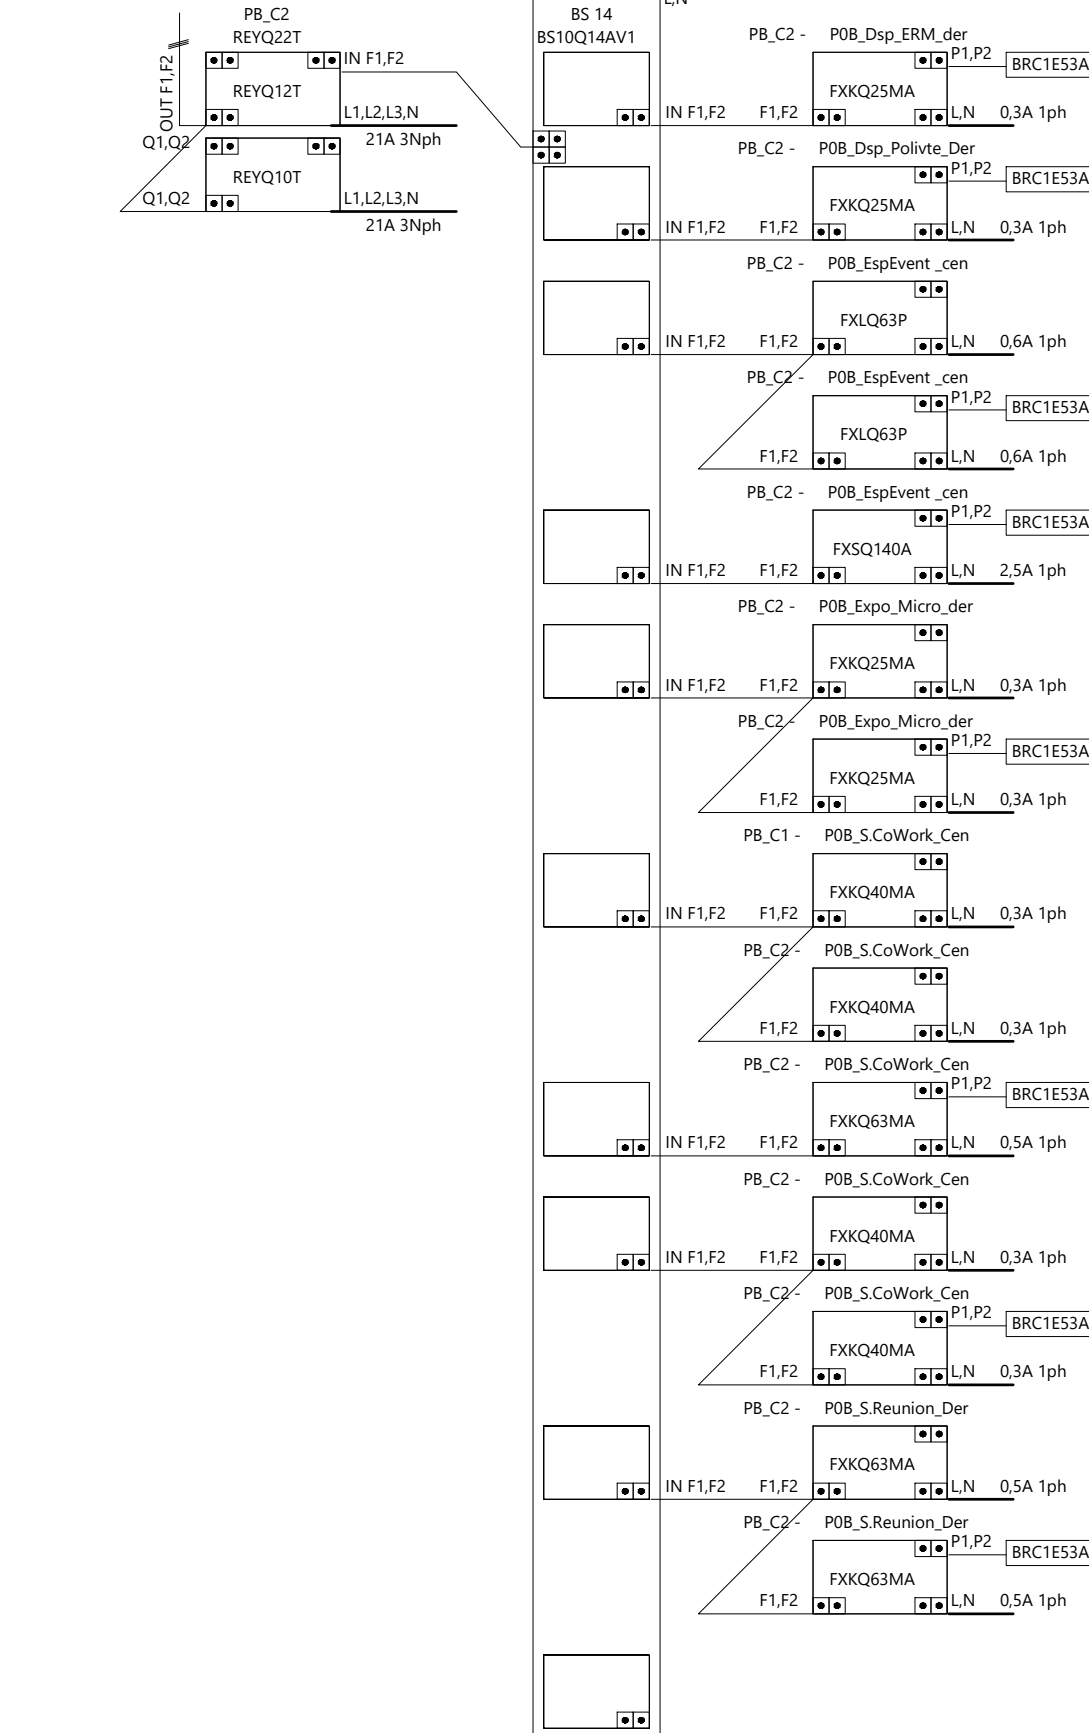 L,N
PB_C2
REYQ22T
OUT F1,F2
IN F1,F2
REYQ12T
L1,L2,L3,N
21A 3Nph
Q1,Q2
REYQ10T
Q1,Q2
L1,L2,L3,N
21A 3Nph
BS 14
BS10Q14AV1
PB_C2 - P0B_Dsp_ERM_der
P1,P2 BRC1E53A
FXKQ25MA
IN F1,F2 F1,F2 L,N 0,3A 1ph
PB_C2 - P0B_Dsp_Polivte_Der
P1,P2 BRC1E53A
FXKQ25MA
IN F1,F2 F1,F2 L,N 0,3A 1ph
PB_C2 - P0B_EspEvent _cen
FXLQ63P
IN F1,F2 F1,F2 L,N 0,6A 1ph
PB_C2 - P0B_EspEvent _cen
P1,P2 BRC1E53A
FXLQ63P
F1,F2 L,N 0,6A 1ph
PB_C2 - P0B_EspEvent _cen
P1,P2 BRC1E53A
FXSQ140A
IN F1,F2 F1,F2 L,N 2,5A 1ph
PB_C2 - P0B_Expo_Micro_der
FXKQ25MA
IN F1,F2 F1,F2 L,N 0,3A 1ph
PB_C2 - P0B_Expo_Micro_der
P1,P2 BRC1E53A
FXKQ25MA
F1,F2 L,N 0,3A 1ph
PB_C1 - P0B_S.CoWork_Cen
FXKQ40MA
IN F1,F2 F1,F2 L,N 0,3A 1ph
PB_C2 - P0B_S.CoWork_Cen
FXKQ40MA
F1,F2 L,N 0,3A 1ph
PB_C2 - P0B_S.CoWork_Cen
P1,P2 BRC1E53A
FXKQ63MA
IN F1,F2 F1,F2 L,N 0,5A 1ph
PB_C2 - P0B_S.CoWork_Cen
FXKQ40MA
IN F1,F2 F1,F2 L,N 0,3A 1ph
PB_C2 - P0B_S.CoWork_Cen
P1,P2 BRC1E53A
FXKQ40MA
F1,F2 L,N 0,3A 1ph
PB_C2 - P0B_S.Reunion_Der
FXKQ63MA
IN F1,F2 F1,F2 L,N 0,5A 1ph
PB_C2 - P0B_S.Reunion_Der
P1,P2 BRC1E53A
FXKQ63MA
F1,F2 L,N 0,5A 1ph